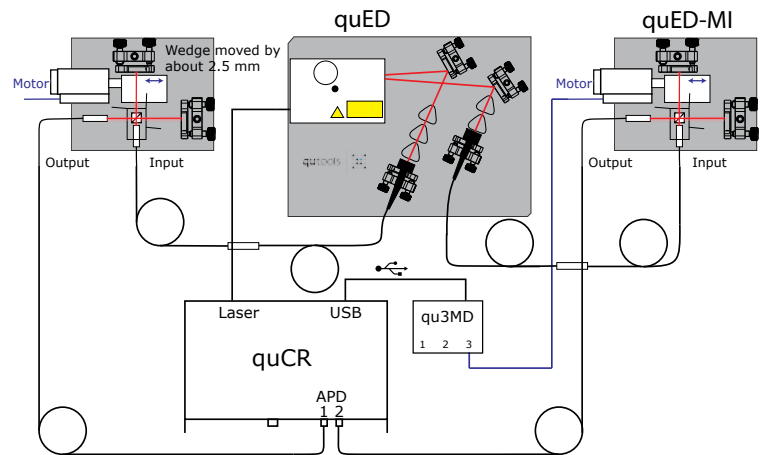 quED
quED-MI
Wedge moved by
about 2.5 mm
Motor
Motor
Output
Input
qutools
Output
Input
Laser
USB
qu3MD
1 2 3
quCR
APD
1 2